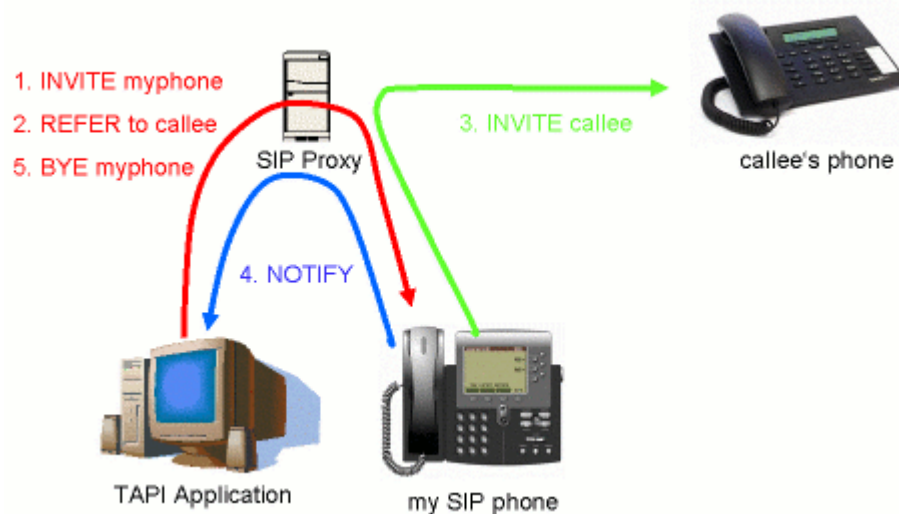 1. INVITE myphone
2. REFER to callee
5. BYE myphone
SIP Proxy
3. INVITE callee
callee's phone
4. NOTIFY
TAPI Application
my SIP phone